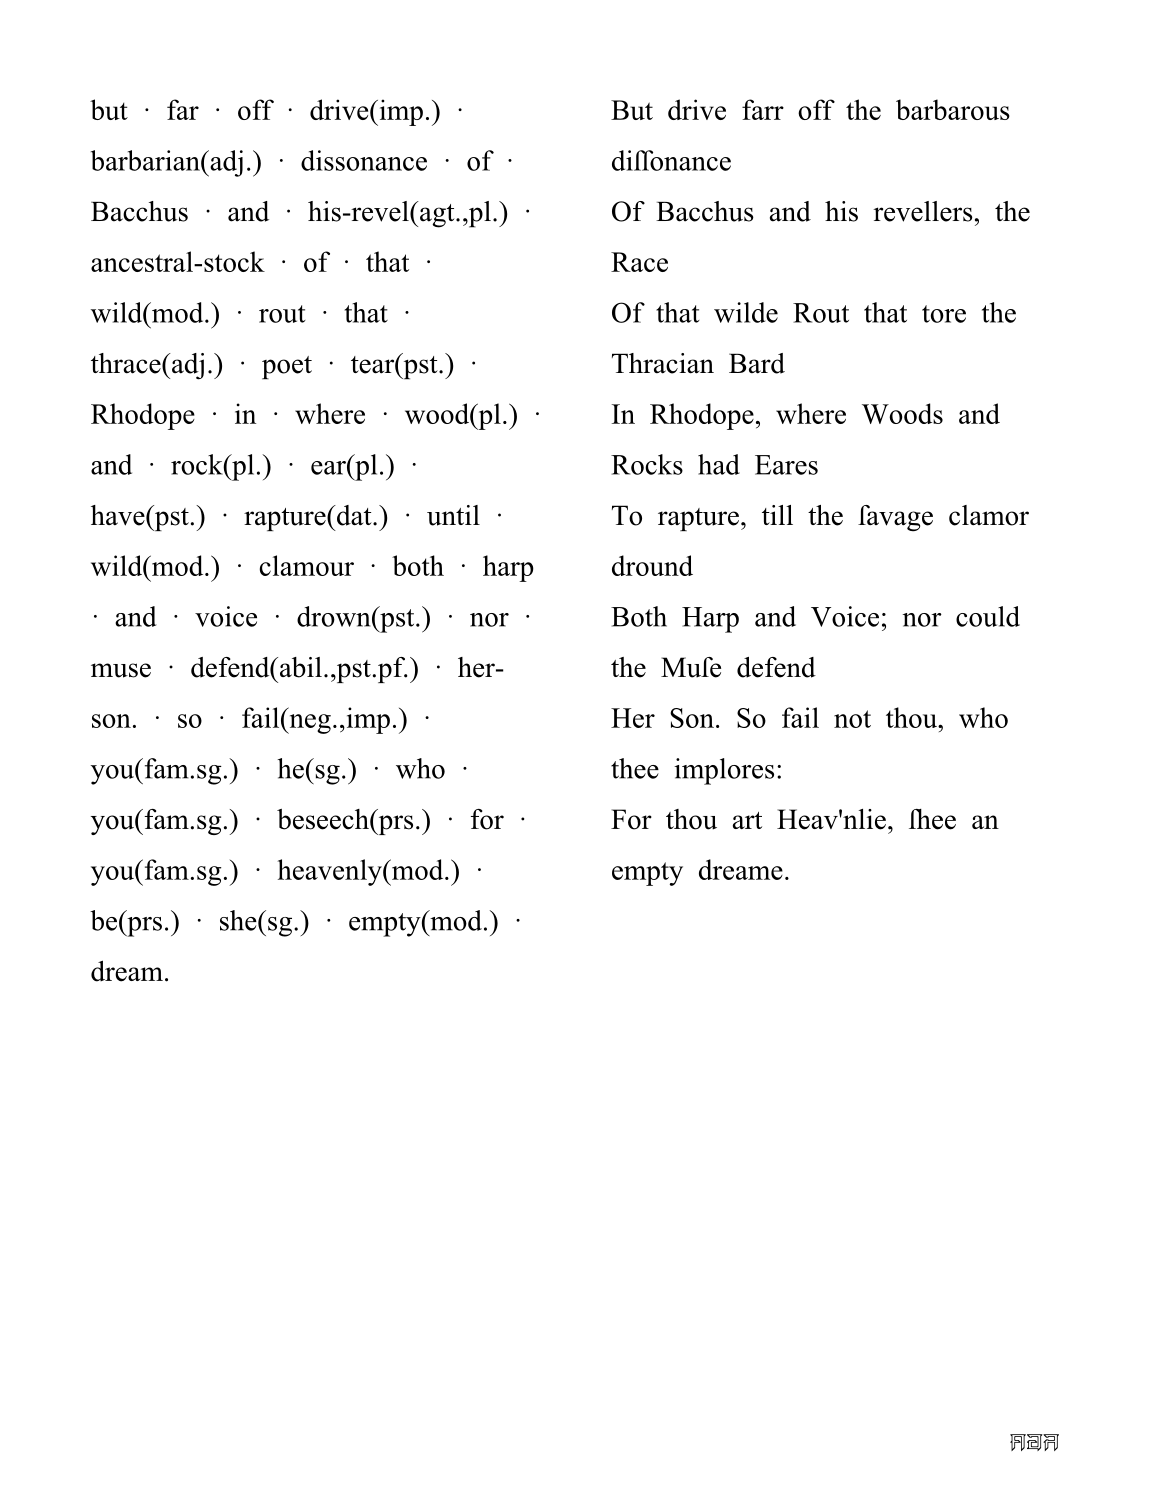 but · far · off · drive(imp.) ·
barbarian(adj.) · dissonance · of ·
Bacchus · and · his-revel(agt.,pl.) ·
ancestral-stock · of · that ·
wild(mod.) · rout · that ·
thrace(adj.) · poet · tear(pst.) ·
Rhodope · in · where · wood(pl.) ·
and · rock(pl.) · ear(pl.) ·
have(pst.) · rapture(dat.) · until ·
wild(mod.) · clamour · both · harp
· and · voice · drown(pst.) · nor ·
muse · defend(abil.,pst.pf.) · her-
son. · so · fail(neg.,imp.) ·
you(fam.sg.) · he(sg.) · who ·
you(fam.sg.) · beseech(prs.) · for ·
you(fam.sg.) · heavenly(mod.) ·
be(prs.) · she(sg.) · empty(mod.) ·
dream.
But drive farr off the barbarous
diſſonance
Of Bacchus and his revellers, the
Race
Of that wilde Rout that tore the
Thracian Bard
In Rhodope, where Woods and
Rocks had Eares
To rapture, till the ſavage clamor
dround
Both Harp and Voice; nor could
the Muſe defend
Her Son. So fail not thou, who
thee implores:
For thou art Heav'nlie, ſhee an
empty dreame.